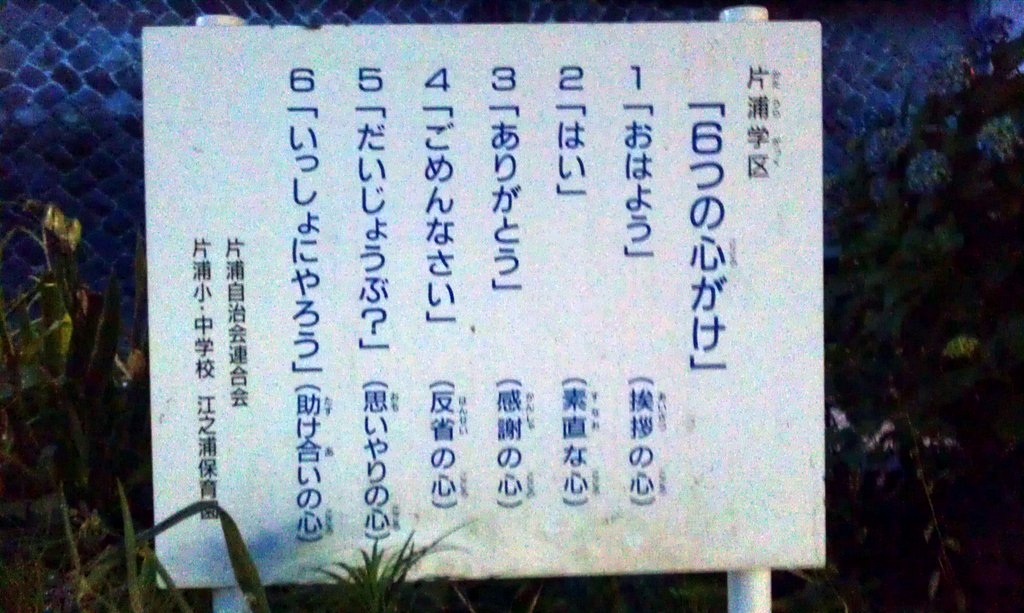 片浦学区
「6つの心がけ」
1「おはよう」(挨拶の心)
2「はい」(素直な心)
3「ありがとう」(感謝の心)
4「ごめんなさい」(反省の心)
5「だいじょうぶ?」(思いやりの心)
6「いっしょにやろう」(助け合いの心)
片浦自治会連合会
片浦小・中学校 江之浦保育園